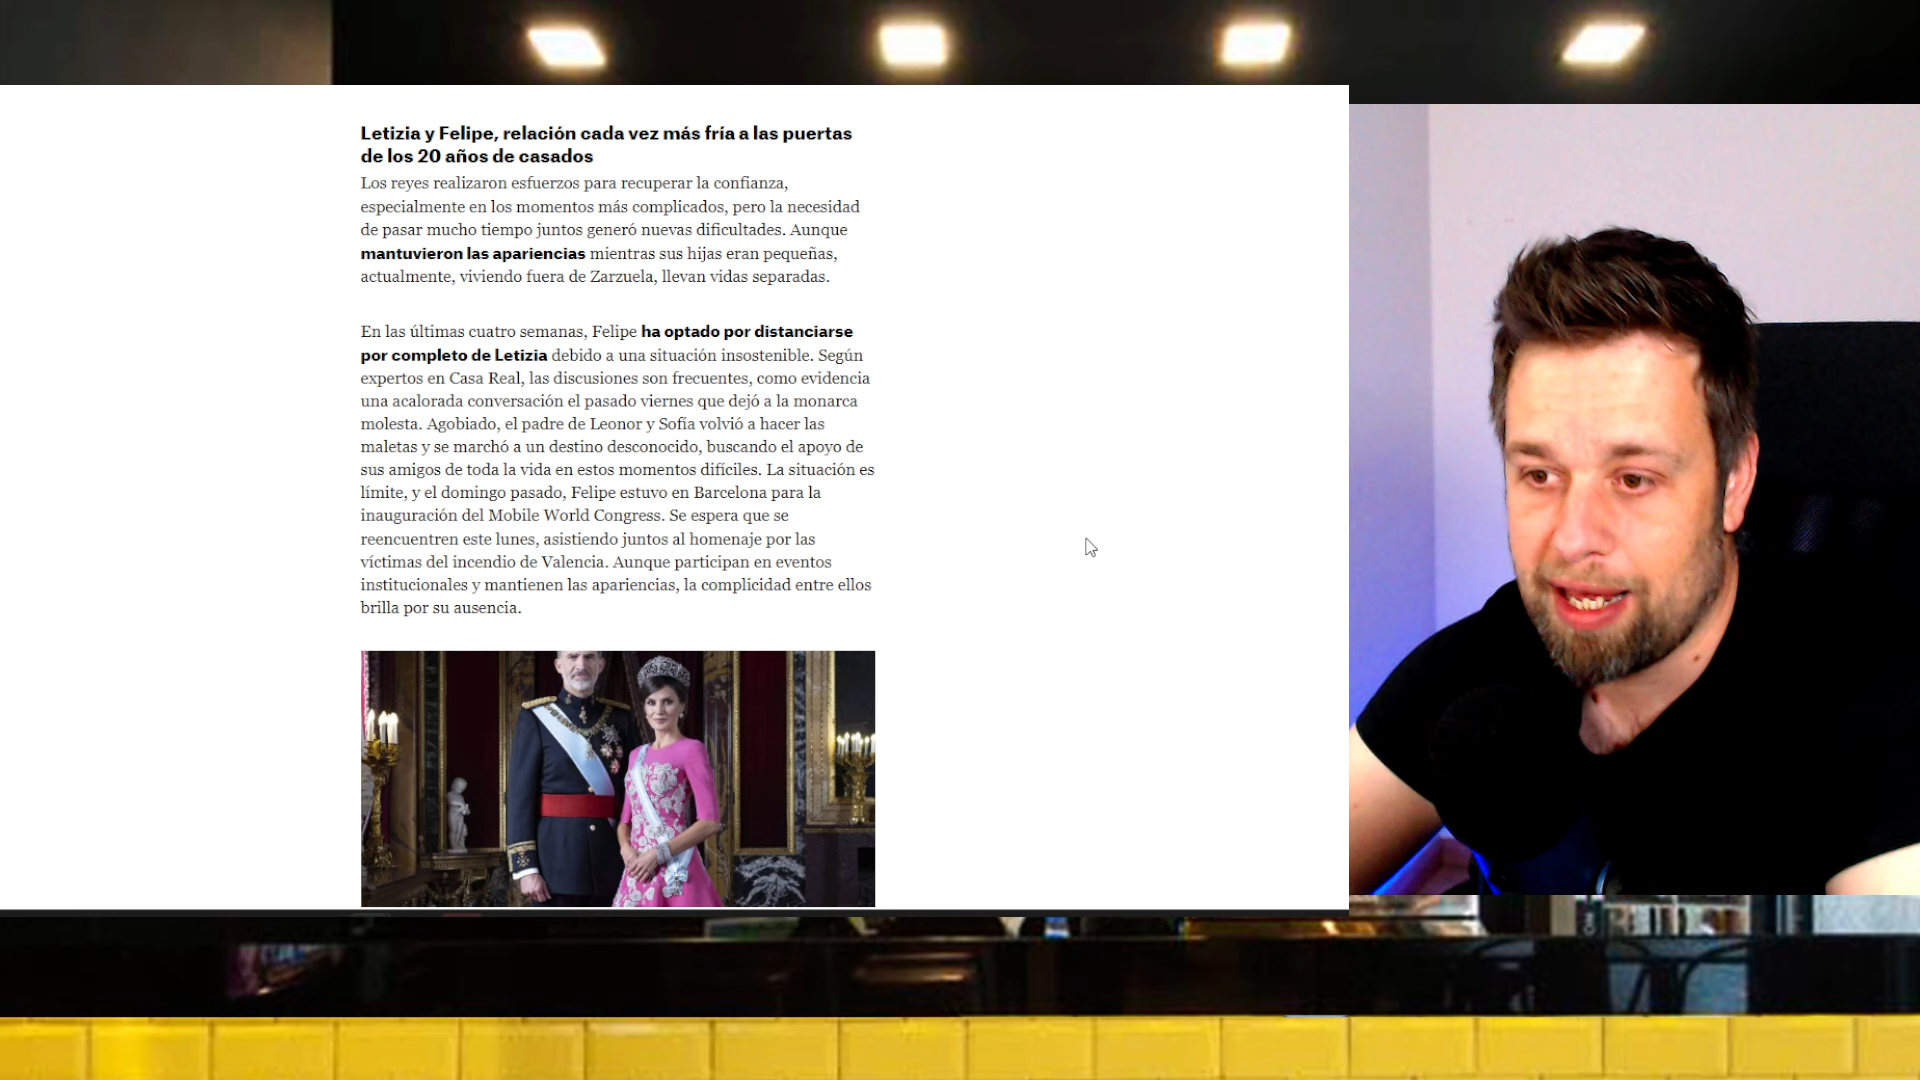 Letizia y Felipe, relación cada vez más fría a las puertas
de los 20 años de casados
Los reyes realizaron esfuerzos para recuperar la confianza,
especialmente en los momentos más complicados, pero la necesidad
de pasar mucho tiempo juntos generó nuevas dificultades. Aunque
mantuvieron las apariencias mientras sus hijas eran pequeñas,
actualmente, viviendo fuera de Zarzuela, llevan vidas separadas.
En las últimas cuatro semanas, Felipe ha optado por distanciarse
por completo de Letizia debido a una situación insostenible. Según
expertos en Casa Real, las discusiones son frecuentes, como evidencia
una acalorada conversación el pasado viernes que dejó a la monarca
molesta. Agobiado, el padre de Leonor y Sofía volvió a hacer las
maletas y se marchó a un destino desconocido, buscando el apoyo de
sus amigos de toda la vida en estos momentos difíciles. La situación es
límite, y el domingo pasado, Felipe estuvo en Barcelona para la
inauguración del Mobile World Congress. Se espera que se
reencuentren este lunes, asistiendo juntos al homenaje por las
víctimas del incendio de Valencia. Aunque participan en eventos
institucionales y mantienen las apariencias, la complicidad entre ellos
brilla por su ausencia.